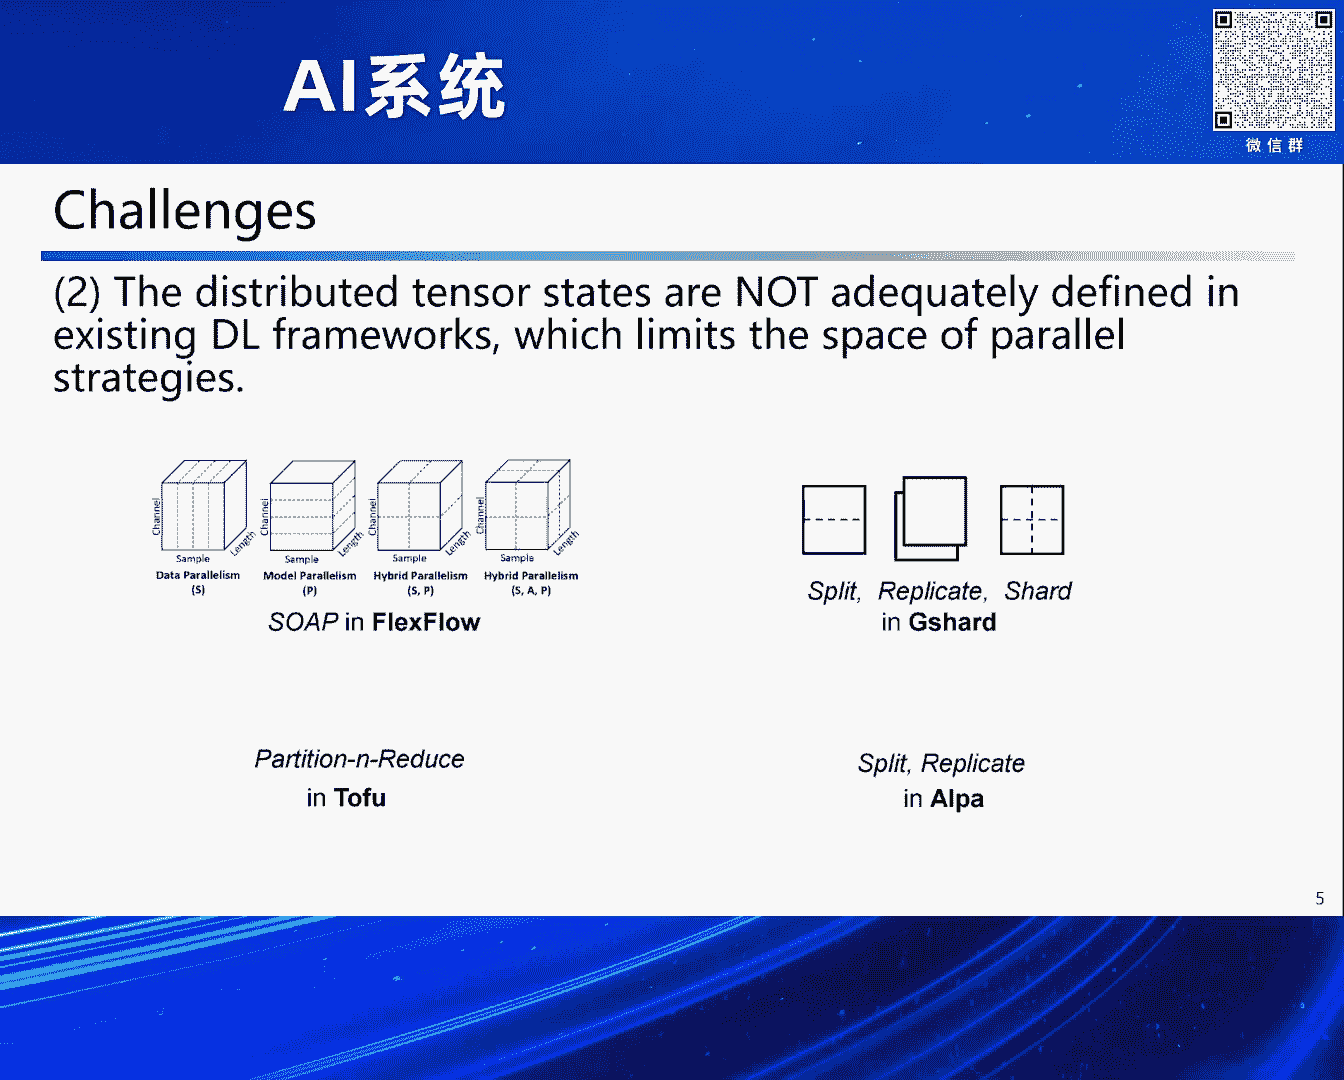 AI系统
微信群
Challenges
(2) The distributed tensor states are NOT adequately defined in
existing DL frameworks, which limits the space of parallel
strategies.
Channel
Sample
Length
Data Parallelism
(S)
Channel
Sample
Length
Model Parallelism
(P)
Channel
Sample
Length
Hybrid Parallelism
(S, P)
Channel
Sample
Length
Hybrid Parallelism
(S, A, P)
SOAP in FlexFlow
Split, Replicate, Shard
in Gshard
Partition-n-Reduce
in Tofu
Split, Replicate
in Alpa
5